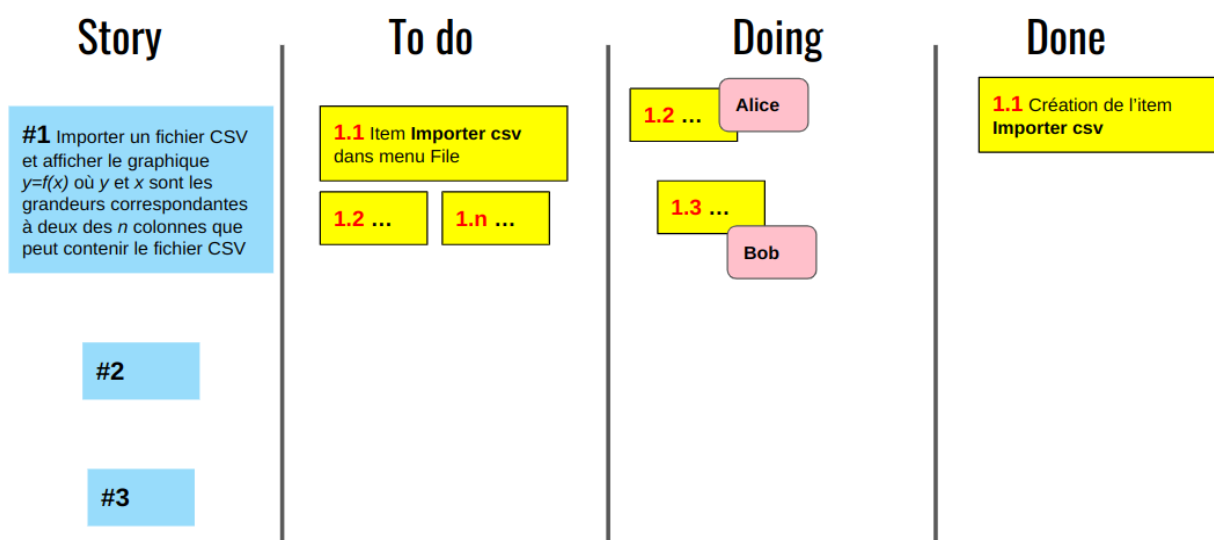 Story
To do
Doing
Done
#1 Importer un fichier CSV
et afficher le graphique
y=f(x) où y et x sont les
grandeurs correspondantes
à deux des n colonnes que
peut contenir le fichier CSV
#2
#3
1.1 Item Importer csv
dans menu File
1.2 ...
1.n ...
1.2 ...
Alice
1.3 ...
Bob
1.1 Création de l'item
Importer csv